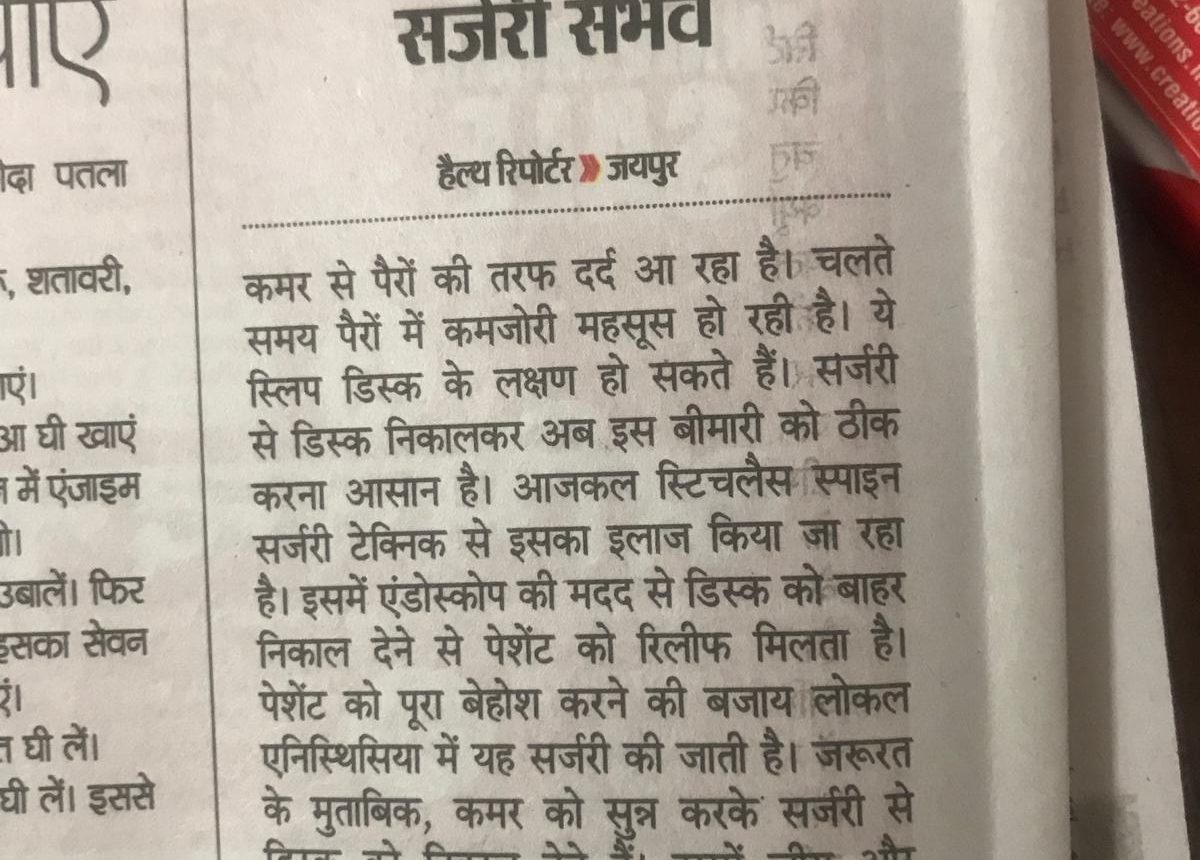 पाए
दा पतला
, शतावरी,
एं।
आ घी खाएं
में एंजाइम
उबालें। फिर
इसका सेवन
घी लें।
घी लें। इससे
सर्जरी संभव
हैल्थ रिपोर्टर » जयपुर
कमर से पैरों की तरफ दर्द आ रहा है। चलते
समय पैरों में कमजोरी महसूस हो रही है। ये
स्लिप डिस्क के लक्षण हो सकते हैं। सर्जरी
से डिस्क निकालकर अब इस बीमारी को ठीक
करना आसान है। आजकल स्टिचलैस स्पाइन
सर्जरी टेक्निक से इसका इलाज किया जा रहा
है। इसमें एंडोस्कोप की मदद से डिस्क को बाहर
निकाल देने से पेशेंट को रिलीफ मिलता है।
पेशेंट को पूरा बेहोश करने की बजाय लोकल
एनिस्थिसिया में यह सर्जरी की जाती है। जरूरत
के मुताबिक, कमर को सुन्न करके सर्जरी से
eations.
www.creatio